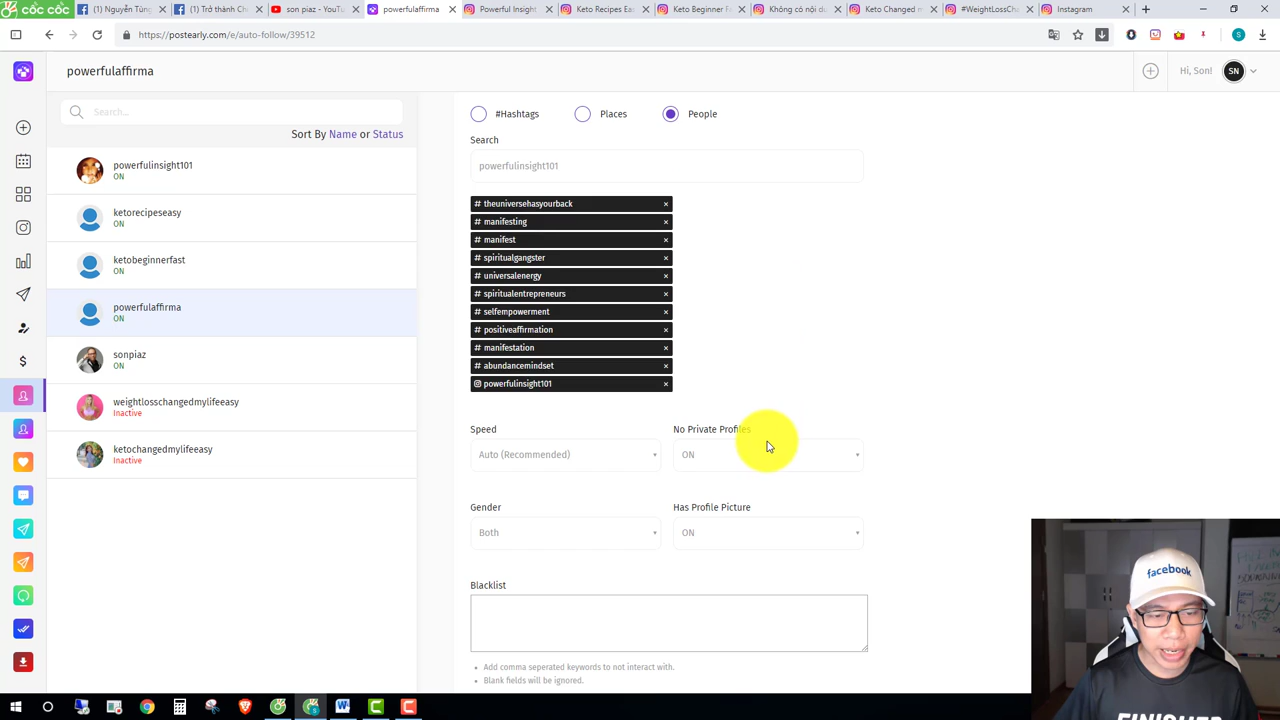 cốc cốc
(1) Nguyễn Tùng
(1) Trở thành Ch
son piaz - YouTu
powerfulaffirma
Powerful Insight
Keto Recipes Eas
Keto Beginner F
Không có nội du
Keto Changed m
#WeightLossCha
Instagram
https://postearly.com/e/auto-follow/39512
S
powerfulaffirma
Hi, Son!
SN
Search...
Sort By Name or Status
powerfulinsight101
ON
ketorecipeseasy
ON
ketobeginnerfast
ON
powerfulaffirma
ON
sonpiaz
ON
weightlosschangedmylifeeasy
Inactive
ketochangedmylifeeasy
Inactive
#Hashtags
Places
People
Search
powerfulinsight101
# theuniversehasyourback ×
# manifesting ×
# manifest ×
# spiritualgangster ×
# universalenergy ×
# spiritualentrepreneurs ×
# selfempowerment ×
# positiveaffirmation ×
# manifestation ×
# abundancemindset ×
powerfulinsight101 ×
Speed
No Private Profiles
Auto (Recommended)
ON
Gender
Has Profile Picture
Both
ON
Blacklist
Add comma seperated keywords to not interact with.
Blank fields will be ignored.
facebook
FINISHER